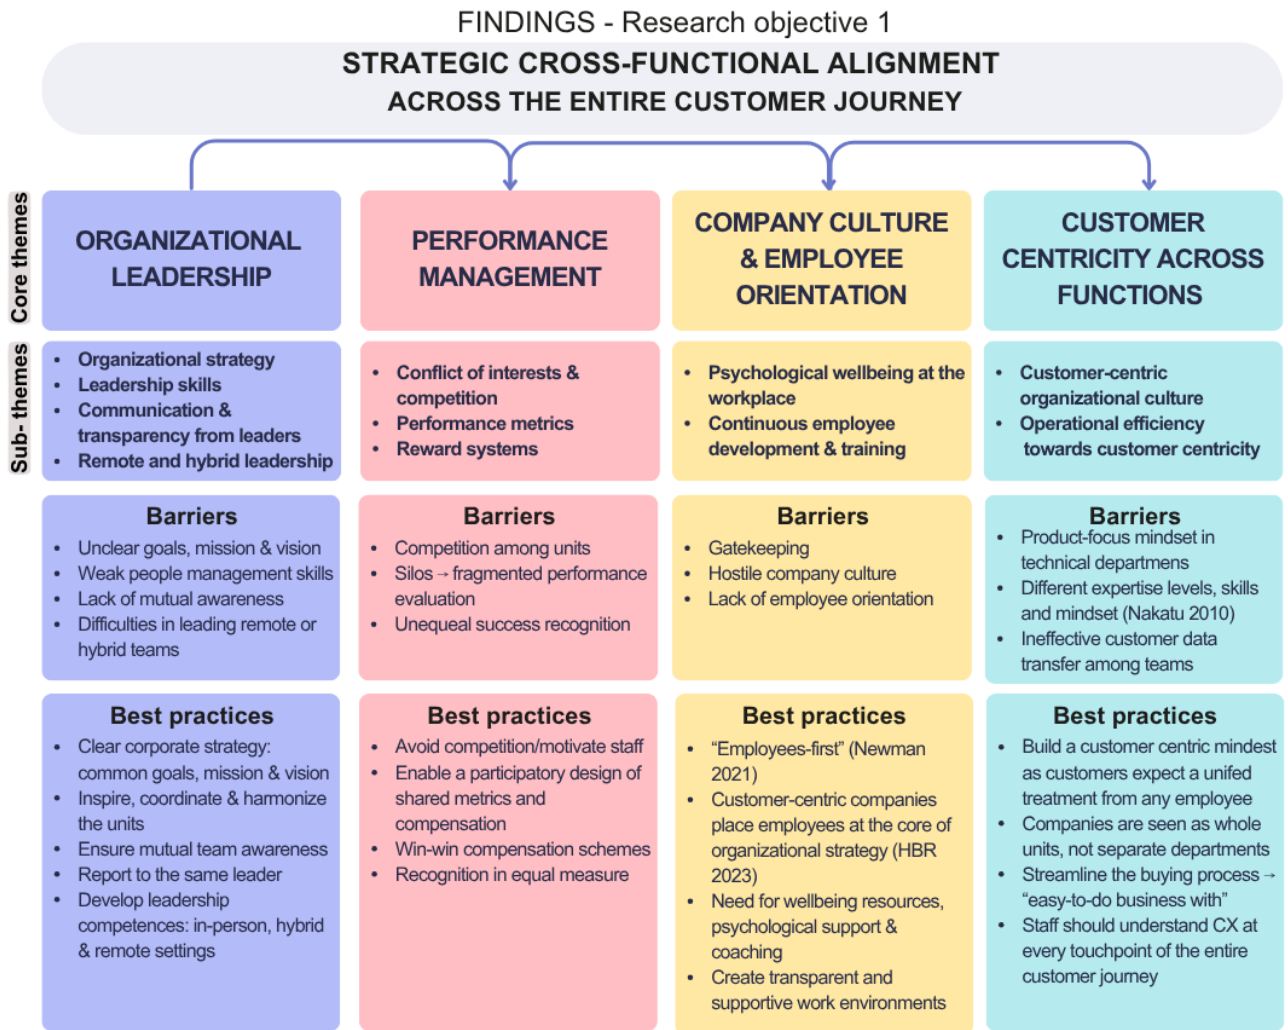 FINDINGS - Research objective 1
STRATEGIC CROSS-FUNCTIONAL ALIGNMENT
ACROSS THE ENTIRE CUSTOMER JOURNEY
Core themes
ORGANIZATIONAL
LEADERSHIP
PERFORMANCE
MANAGEMENT
COMPANY CULTURE
& EMPLOYEE
ORIENTATION
CUSTOMER
CENTRICITY ACROSS
FUNCTIONS
Sub- themes
• Organizational strategy
• Leadership skills
• Communication &
transparency from leaders
• Remote and hybrid leadership
• Conflict of interests &
competition
• Performance metrics
• Reward systems
• Psychological wellbeing at the
workplace
• Continuous employee
development & training
• Customer-centric
organizational culture
• Operational efficiency
towards customer centricity
Barriers
• Unclear goals, mission & vision
• Weak people management skills
• Lack of mutual awareness
• Difficulties in leading remote or
hybrid teams
Barriers
• Competition among units
• Silos → fragmented performance
evaluation
• Unequeal success recognition
Barriers
• Gatekeeping
• Hostile company culture
• Lack of employee orientation
Barriers
• Product-focus mindset in
technical departmens
• Different expertise levels, skills
and mindset (Nakatu 2010)
• Ineffective customer data
transfer among teams
Best practices
• Clear corporate strategy:
common goals, mission & vision
• Inspire, coordinate & harmonize
the units
• Ensure mutual team awareness
• Report to the same leader
• Develop leadership
competences: in-person, hybrid
& remote settings
Best practices
• Avoid competition/motivate staff
• Enable a participatory design of
shared metrics and
compensation
• Win-win compensation schemes
• Recognition in equal measure
Best practices
• “Employees-first” (Newman
2021)
• Customer-centric companies
place employees at the core of
organizational strategy (HBR
2023)
• Need for wellbeing resources,
psychological support &
coaching
• Create transparent and
supportive work environments
Best practices
• Build a customer centric mindest
as customers expect a unifed
treatment from any employee
• Companies are seen as whole
units, not separate departments
• Streamline the buying process →
“easy-to-do business with”
• Staff should understand CX at
every touchpoint of the entire
customer journey